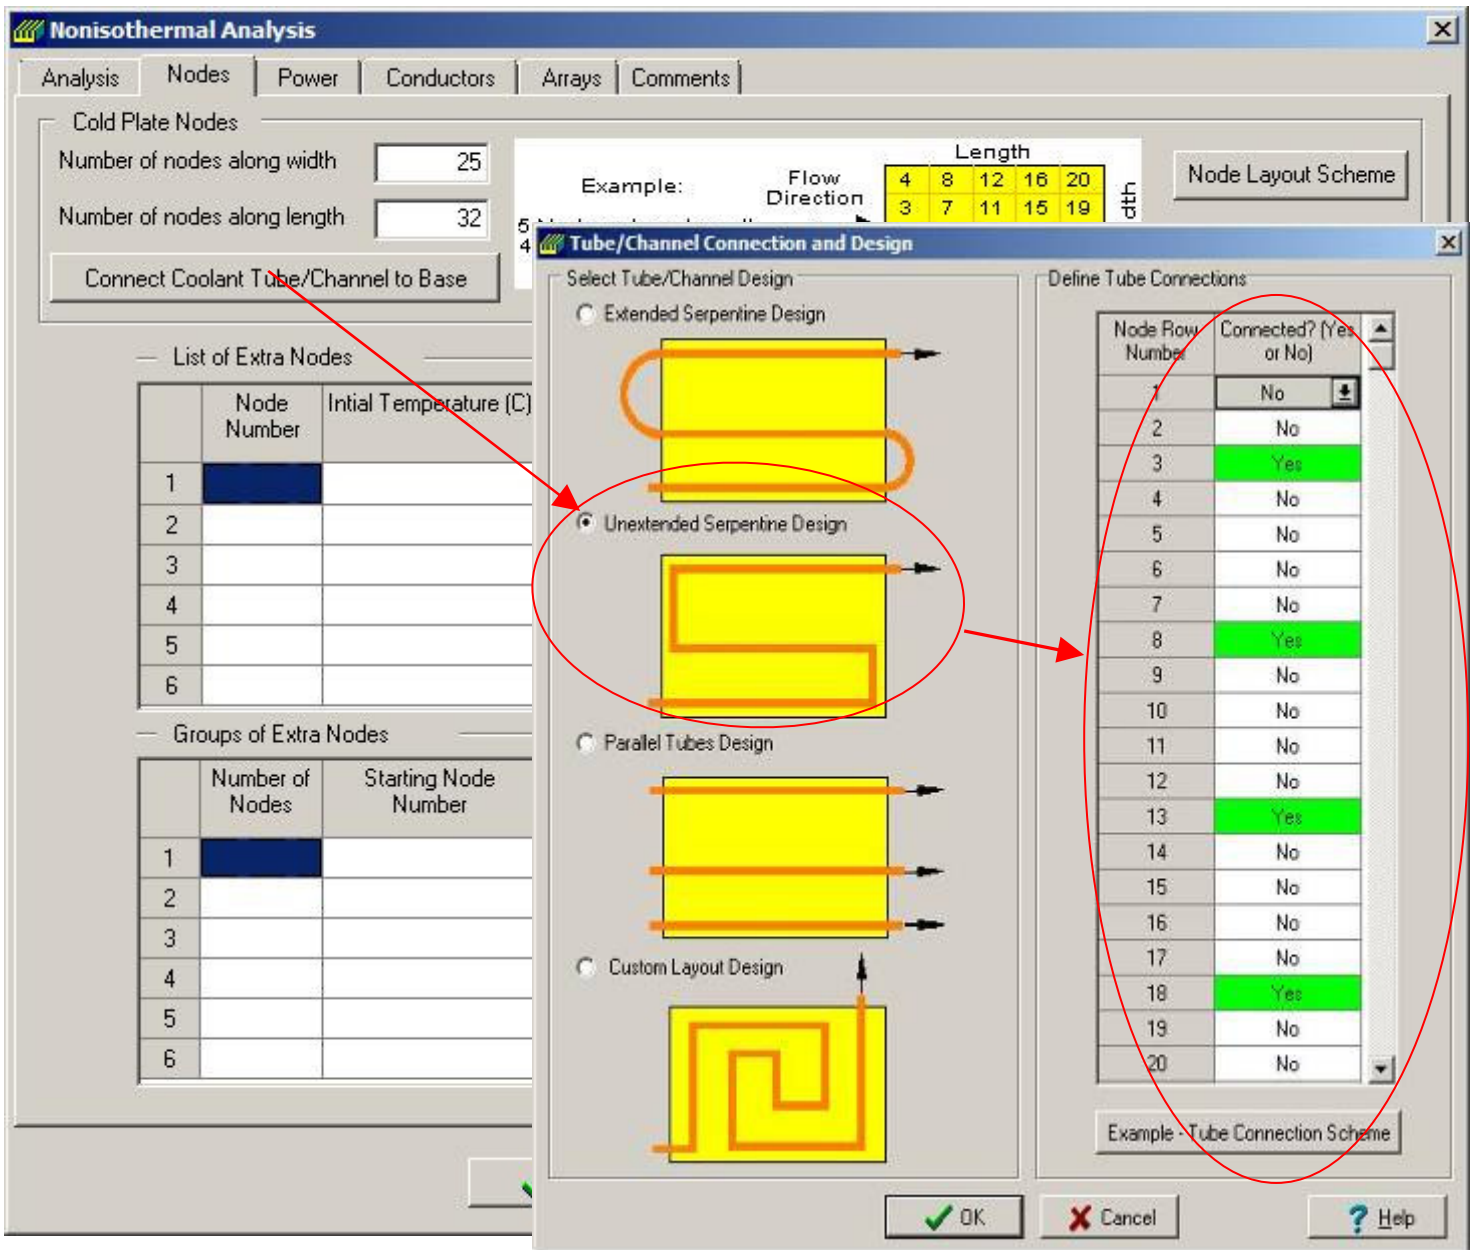 Nonisothermal Analysis
Analysis Nodes Power Conductors Arrays Comments
Cold Plate Nodes
Number of nodes along width 25
Number of nodes along length 32
Connect Coolant Tube/Channel to Base
Example:
Flow
Direction
Length
4 8 12 16 20
3 7 11 15 19
dth
5
4
Node Layout Scheme
List of Extra Nodes
Node
Number
Intial Temperature (C)
1
2
3
4
5
6
Groups of Extra Nodes
Number of
Nodes
Starting Node
Number
1
2
3
4
5
6
Tube/Channel Connection and Design
Select Tube/Channel Design
Extended Serpentine Design
Unextended Serpentine Design
Parallel Tubes Design
Custom Layout Design
Define Tube Connections
Node Row
Number
Connected? (Yes
or No)
1 No
2 No
3 Yes
4 No
5 No
6 No
7 No
8 Yes
9 No
10 No
11 No
12 No
13 Yes
14 No
15 No
16 No
17 No
18 Yes
19 No
20 No
Example - Tube Connection Scheme
OK
Cancel
? Help